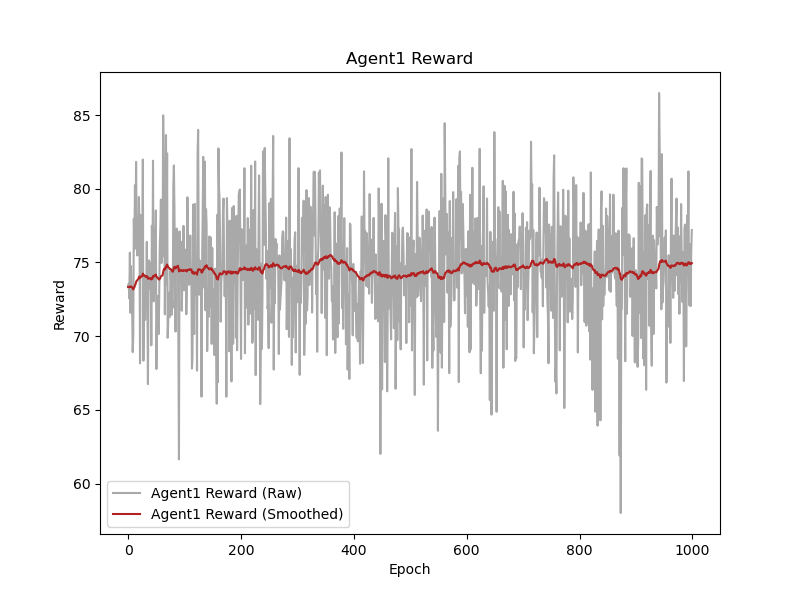 Agent1 Reward
85
80
75
70
65
60
Reward
Agent1 Reward (Raw)
Agent1 Reward (Smoothed)
0 200 400 600 800 1000
Epoch